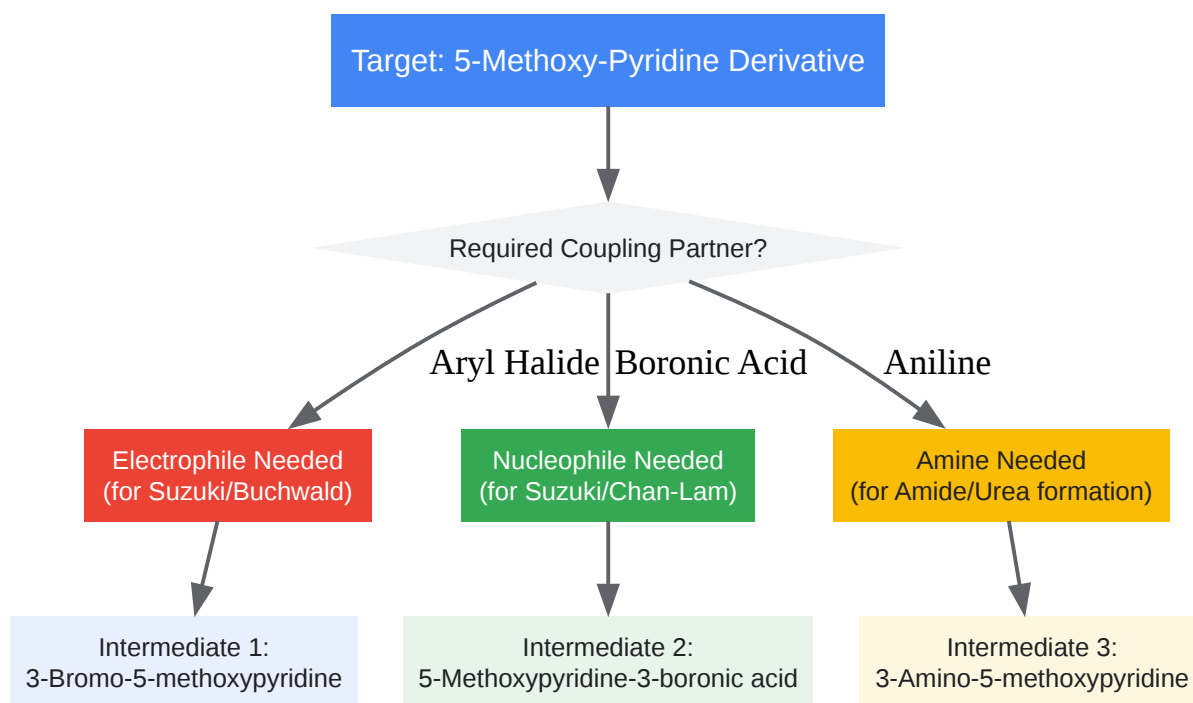 Target: 5-Methoxy-Pyridine Derivative
Required Coupling Partner?
Aryl Halide
Boronic Acid
Aniline
Electrophile Needed
(for Suzuki/Buchwald)
Nucleophile Needed
(for Suzuki/Chan-Lam)
Amine Needed
(for Amide/Urea formation)
Intermediate 1:
3-Bromo-5-methoxypyridine
Intermediate 2:
5-Methoxypyridine-3-boronic acid
Intermediate 3:
3-Amino-5-methoxypyridine